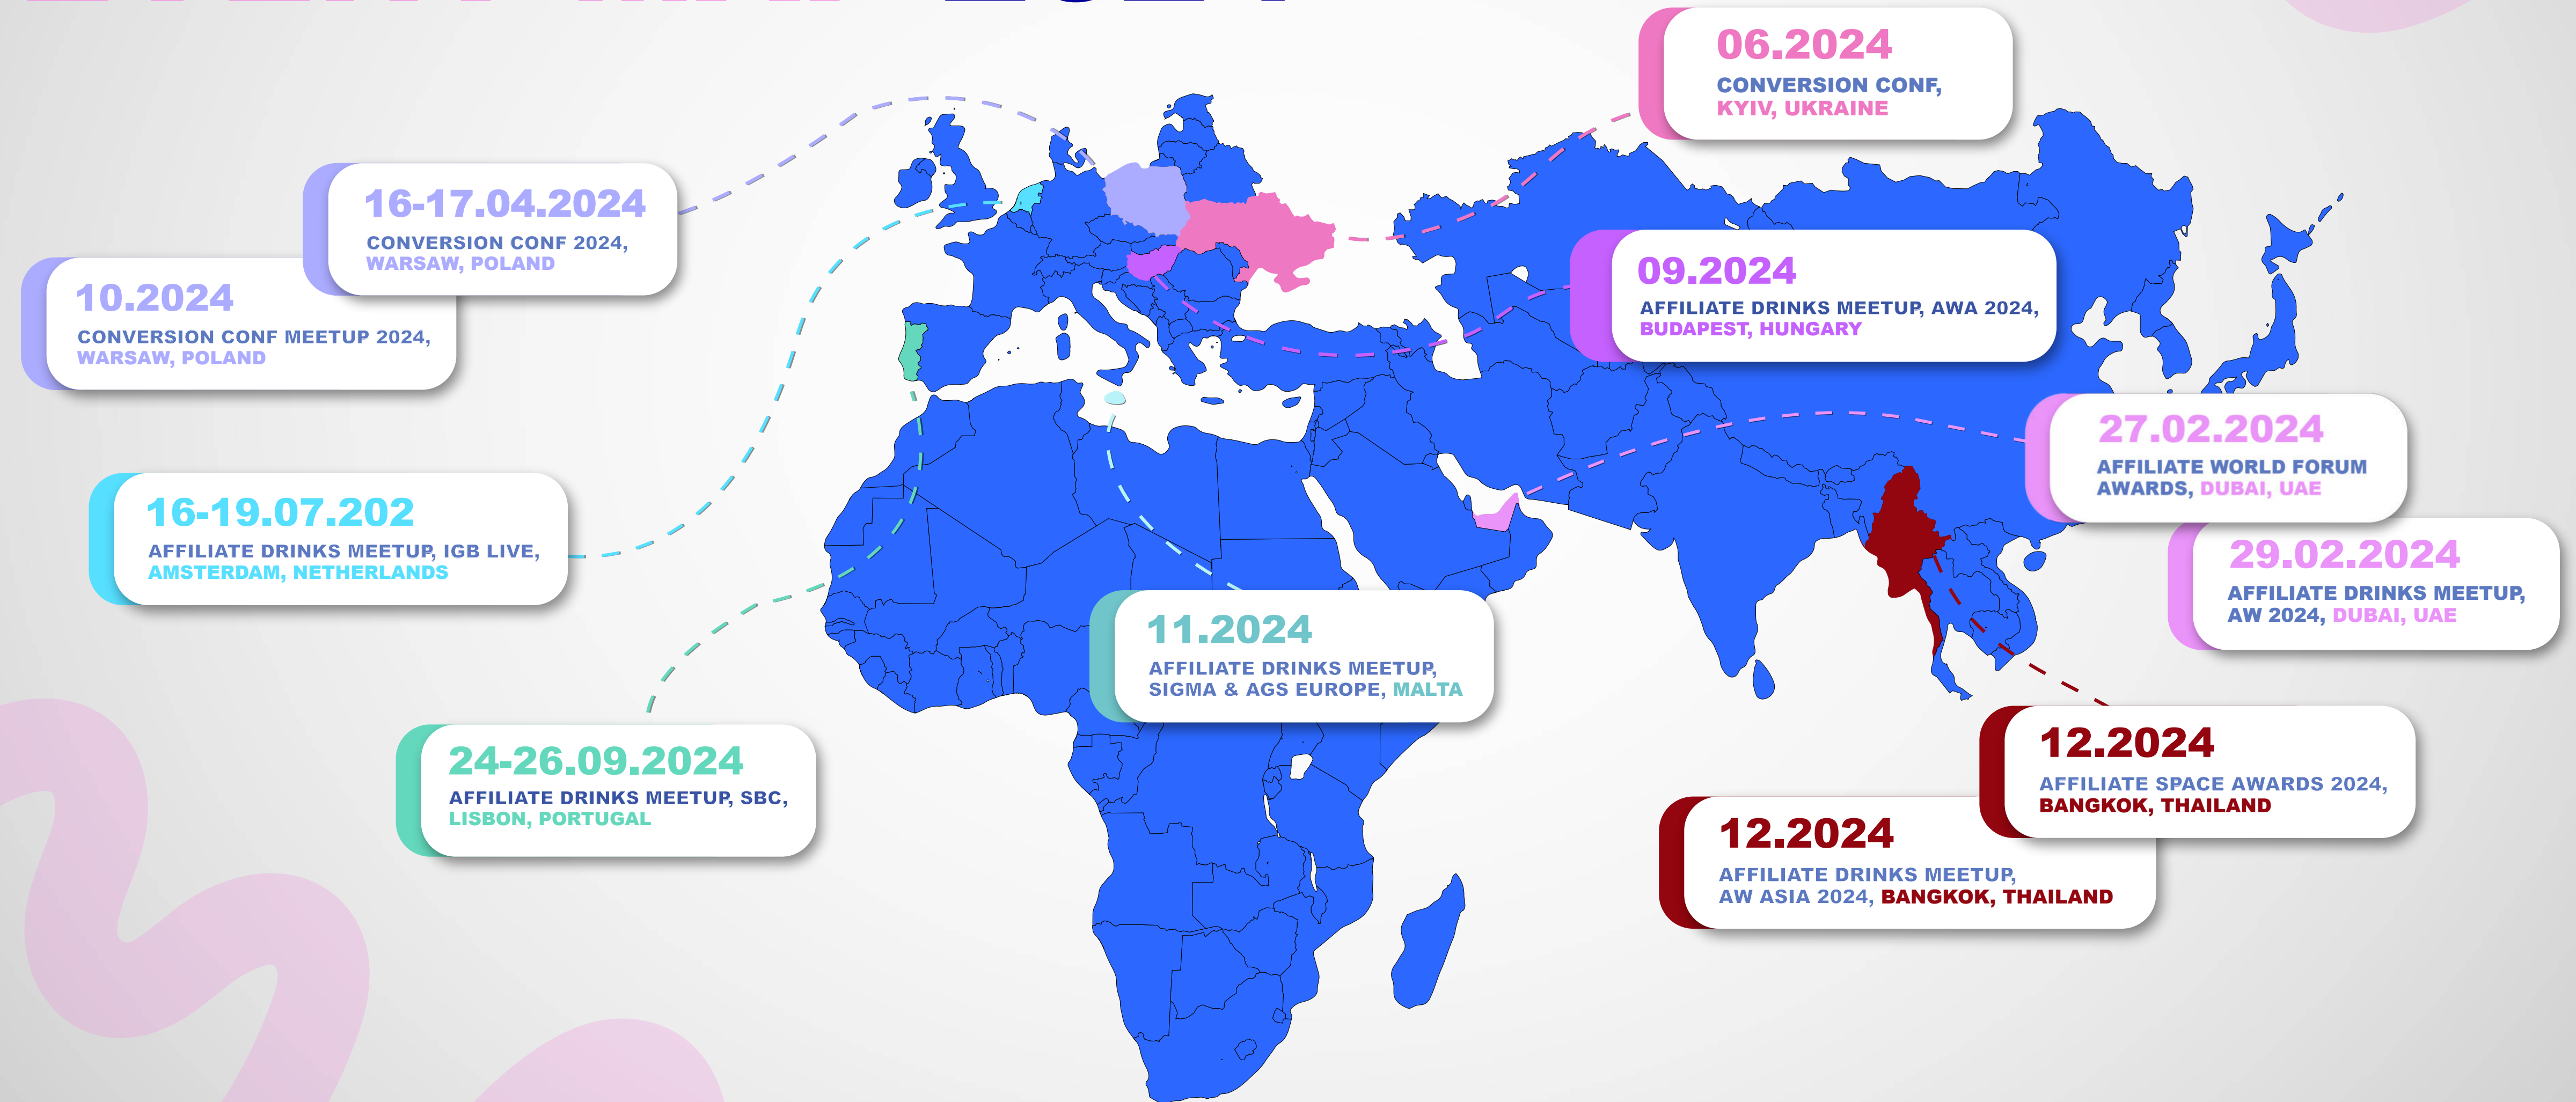 06.2024
CONVERSION CONF,
KYIV, UKRAINE
16-17.04.2024
CONVERSION CONF 2024,
WARSAW, POLAND
10.2024
CONVERSION CONF MEETUP 2024,
WARSAW, POLAND
09.2024
AFFILIATE DRINKS MEETUP, AWA 2024,
BUDAPEST, HUNGARY
27.02.2024
AFFILIATE WORLD FORUM
AWARDS, DUBAI, UAE
29.02.2024
AFFILIATE DRINKS MEETUP,
AW 2024, DUBAI, UAE
16-19.07.202
AFFILIATE DRINKS MEETUP, IGB LIVE,
AMSTERDAM, NETHERLANDS
11.2024
AFFILIATE DRINKS MEETUP,
SIGMA & AGS EUROPE, MALTA
24-26.09.2024
AFFILIATE DRINKS MEETUP, SBC,
LISBON, PORTUGAL
12.2024
AFFILIATE SPACE AWARDS 2024,
BANGKOK, THAILAND
12.2024
AFFILIATE DRINKS MEETUP,
AW ASIA 2024, BANGKOK, THAILAND